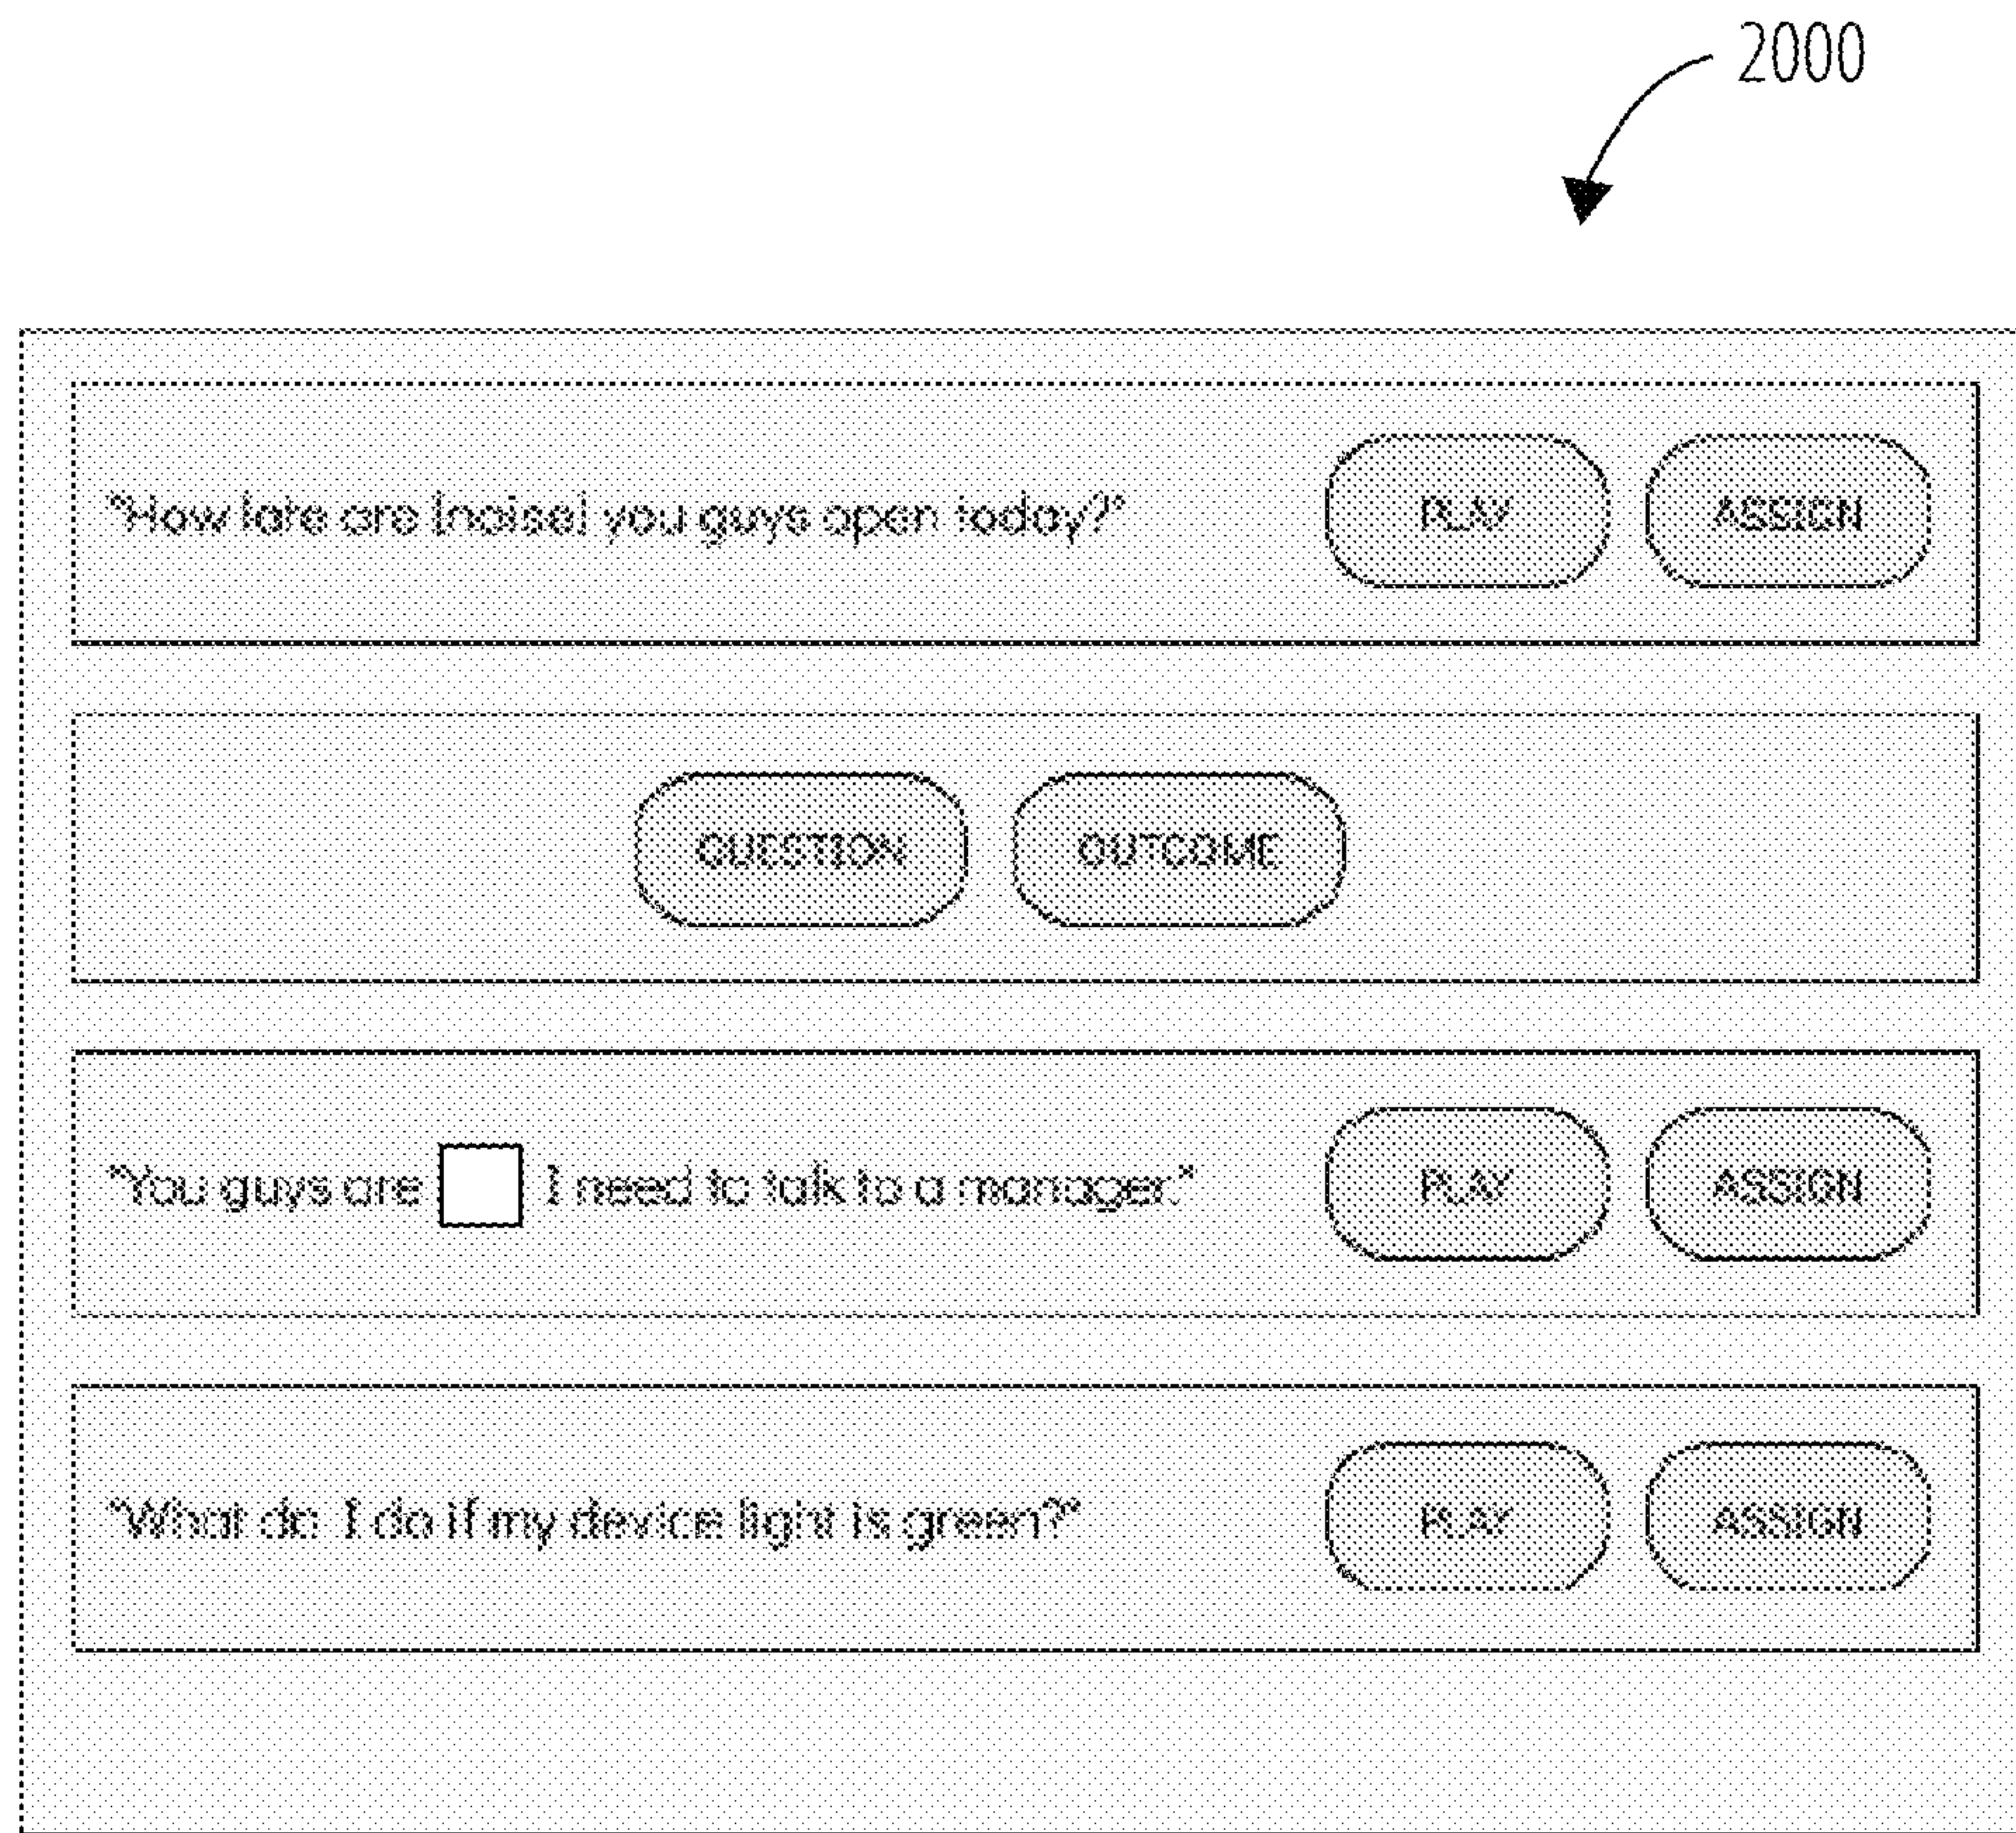 2000
"How late are [noise] you guys open today?" PLAY ASSIGN
QUESTION OUTCOME
"You guys are I need to talk to a manager." PLAY ASSIGN
"What do I do if my device light is green?" PLAY ASSIGN